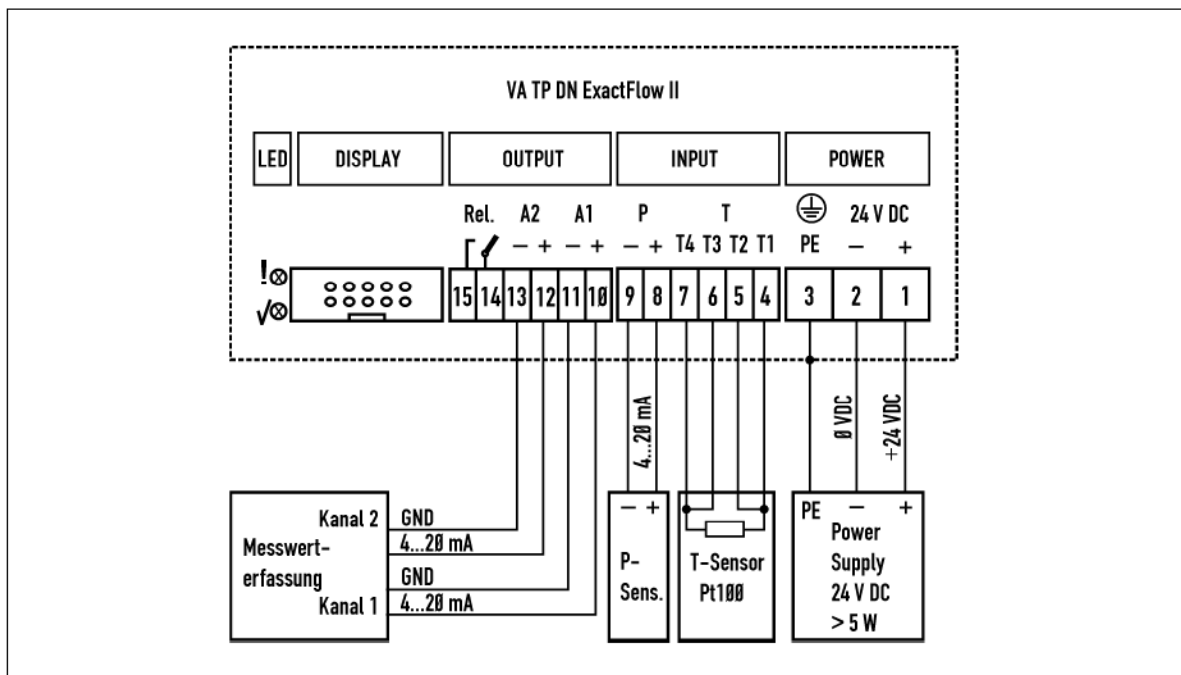 VA TP DN ExactFlow II
LED DISPLAY OUTPUT INPUT POWER
Rel. A2 A1 P T 24 V DC
− + − + − + T4 T3 T2 T1 PE − +
!
√
15 14 13 12 11 10 9 8 7 6 5 4 3 2 1
4...20 mA
0 VDC
+24 VDC
Messwert-
erfassung
Kanal 2
GND
4...20 mA
GND
Kanal 1
4...20 mA
− +
P-
Sens.
T-Sensor
Pt100
PE − +
Power
Supply
24 V DC
> 5 W